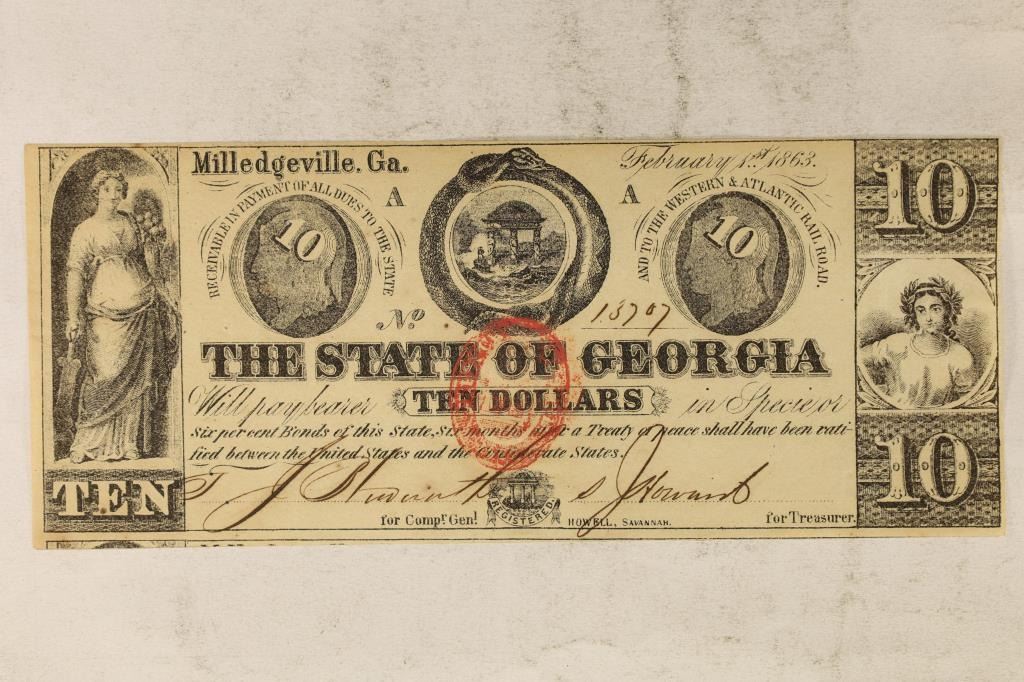 Milledgeville, Ga.
February 1st 1863.
RECEIVABLE IN PAYMENT OF ALL DUES TO THE STATE
A
A
AND TO THE WESTERN & ATLANTIC RAIL ROAD.
10
10
10
No 13707
THE STATE OF GEORGIA
Will pay bearer TEN DOLLARS in Specie or
six per cent Bonds of this State, six months after a Treaty of peace shall have been rati-
fied between the United States and the Confederate States.
TEN
10
for Compr. Genl
REGISTERED
HOWELL, SAVANNAH.
for Treasurer.